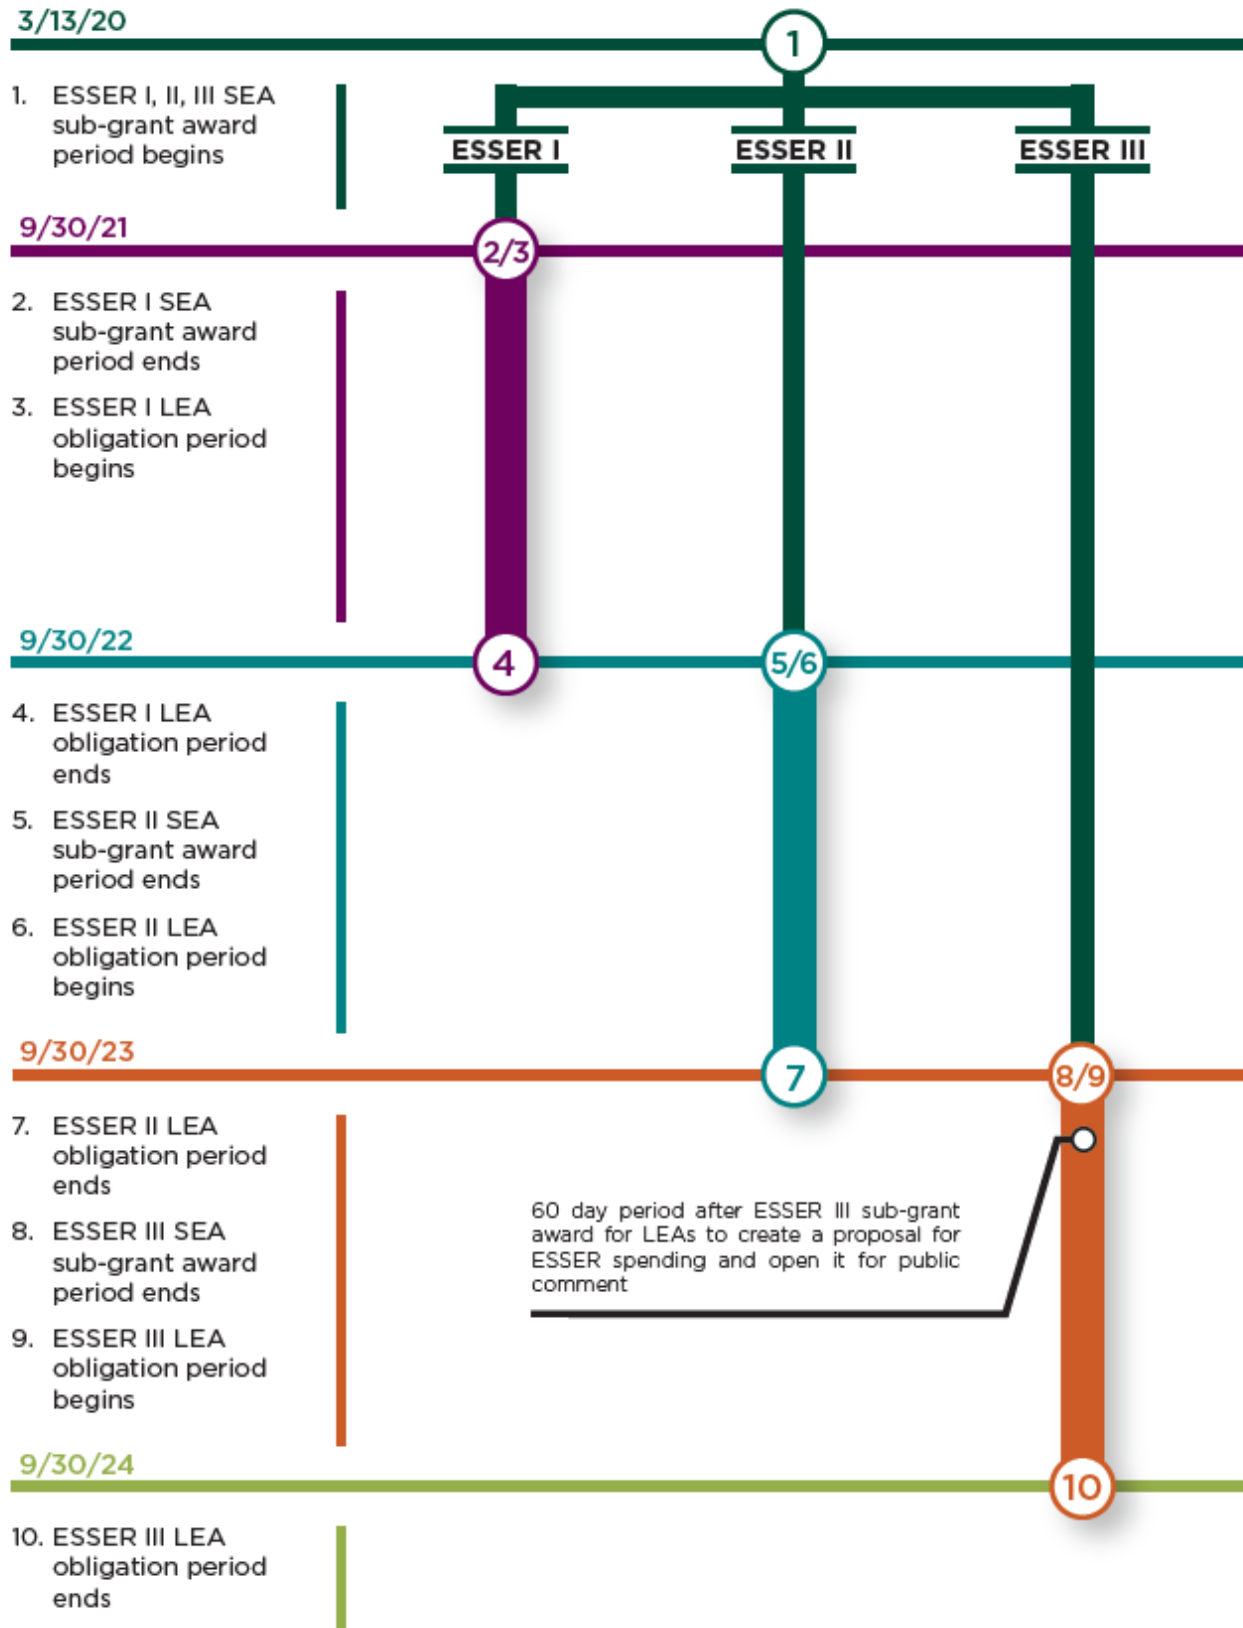 3/13/20
1
1. ESSER I, II, III SEA
sub-grant award
period begins
ESSER I
ESSER II
ESSER III
9/30/21
2/3
2. ESSER I SEA
sub-grant award
period ends
3. ESSER I LEA
obligation period
begins
9/30/22
4
5/6
4. ESSER I LEA
obligation period
ends
5. ESSER II SEA
sub-grant award
period ends
6. ESSER II LEA
obligation period
begins
9/30/23
7
8/9
7. ESSER II LEA
obligation period
ends
8. ESSER III SEA
sub-grant award
period ends
9. ESSER III LEA
obligation period
begins
60 day period after ESSER III sub-grant
award for LEAs to create a proposal for
ESSER spending and open it for public
comment
9/30/24
10
10. ESSER III LEA
obligation period
ends